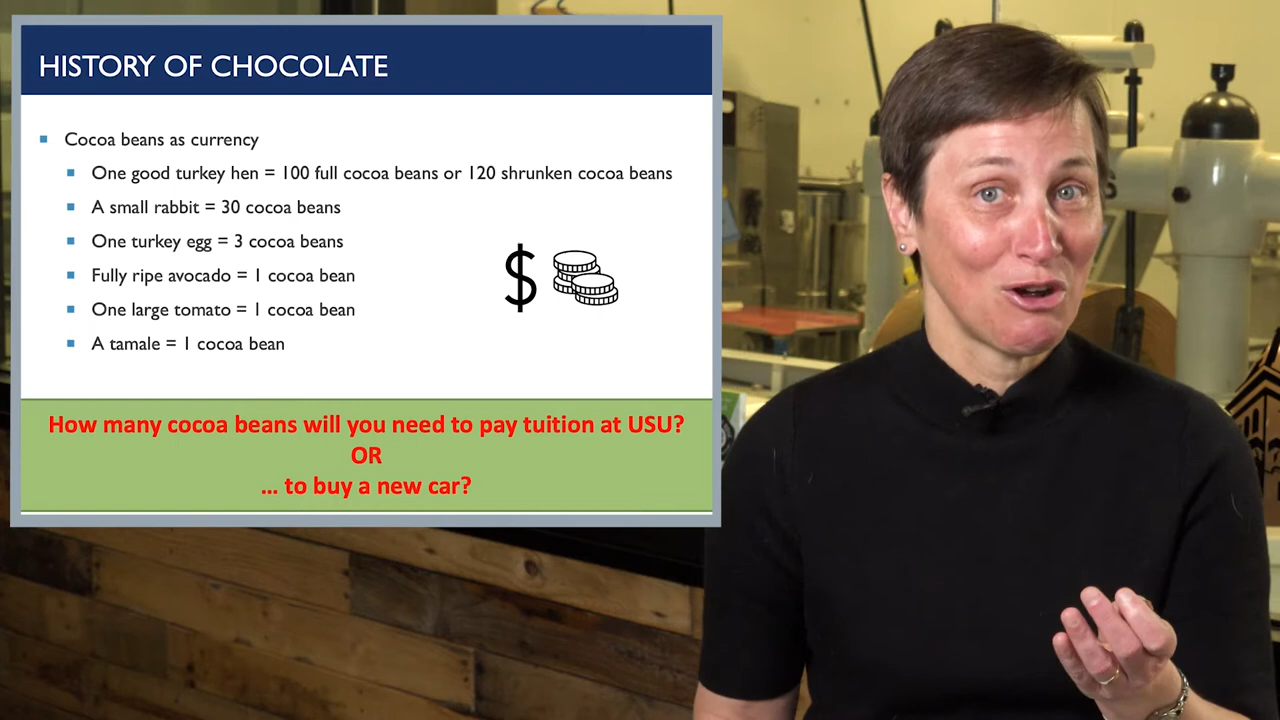 HISTORY OF CHOCOLATE
Cocoa beans as currency
One good turkey hen = 100 full cocoa beans or 120 shrunken cocoa beans
A small rabbit = 30 cocoa beans
One turkey egg = 3 cocoa beans
Fully ripe avocado = 1 cocoa bean
One large tomato = 1 cocoa bean
A tamale = 1 cocoa bean
$
How many cocoa beans will you need to pay tuition at USU?
OR
... to buy a new car?